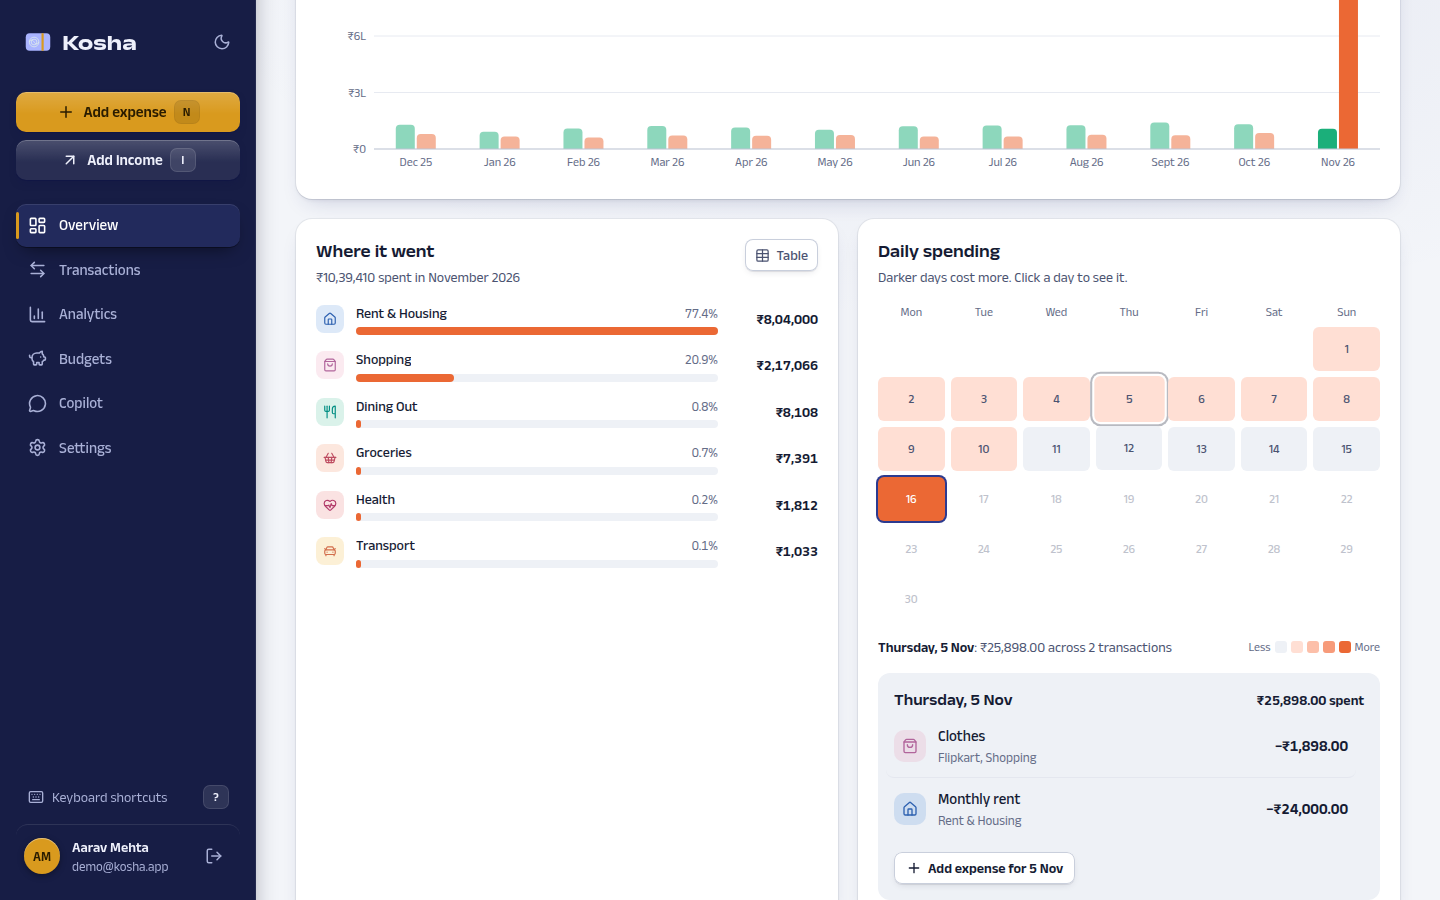 Kosha
Add expense N
Add Income I
Overview
Transactions
Analytics
Budgets
Copilot
Settings
Keyboard shortcuts ?
AM
Aarav Mehta
demo@kosha.app
₹6L
₹3L
₹0
Dec 25 Jan 26 Feb 26 Mar 26 Apr 26 May 26 Jun 26 Jul 26 Aug 26 Sept 26 Oct 26 Nov 26
Where it went
Table
₹10,39,410 spent in November 2026
Rent & Housing 77.4% ₹8,04,000
Shopping 20.9% ₹2,17,066
Dining Out 0.8% ₹8,108
Groceries 0.7% ₹7,391
Health 0.2% ₹1,812
Transport 0.1% ₹1,033
Daily spending
Darker days cost more. Click a day to see it.
Mon Tue Wed Thu Fri Sat Sun
1
2 3 4 5 6 7 8
9 10 11 12 13 14 15
16 17 18 19 20 21 22
23 24 25 26 27 28 29
30
Thursday, 5 Nov: ₹25,898.00 across 2 transactions
Less More
Thursday, 5 Nov ₹25,898.00 spent
Clothes −₹1,898.00
Flipkart, Shopping
Monthly rent −₹24,000.00
Rent & Housing
Add expense for 5 Nov